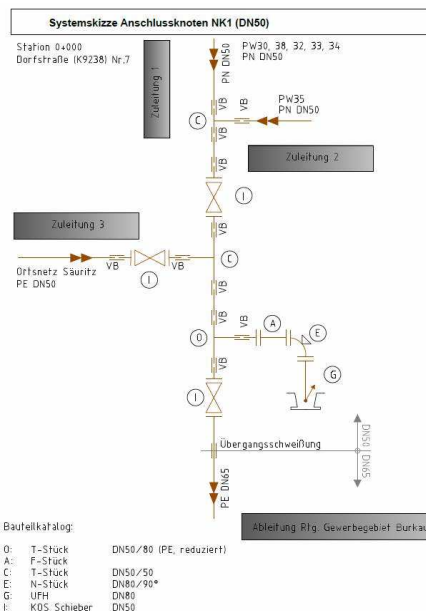 Systemskizze Anschlussknoten NK1 (DN50)
Station 0+000
Dorfstraße (K9238) Nr.7
Zuleitung 1
PN DN50
PW30, 38, 32, 33, 34
PN DN50
VB
VB
C
PW35
PN DN50
VB
VB
Zuleitung 2
I
Zuleitung 3
VB
VB
VB
C
I
Ortsnetz Säuritz
PE DN50
VB
VB
VB
O
A
E
VB
G
I
Übergangsschweißung
DN50
DN65
PE DN65
Ableitung Rtg. Gewerbegebiet Burkau
Bauteilkatalog:
O: T-Stück DN50/80 (PE, reduziert)
A: F-Stück
C: T-Stück DN50/50
E: N-Stück DN80/90°
G: UFH DN80
I: KOS Schieber DN50